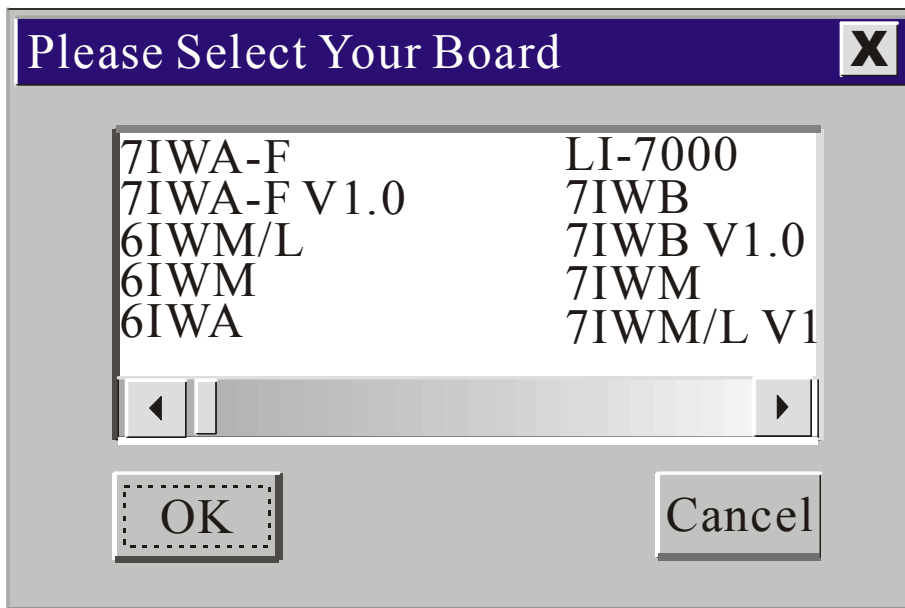 Please Select Your Board
X
7IWA-F
7IWA-F V1.0
6IWM/L
6IWM
6IWA
LI-7000
7IWB
7IWB V1.0
7IWM
7IWM/L V1
OK
Cancel